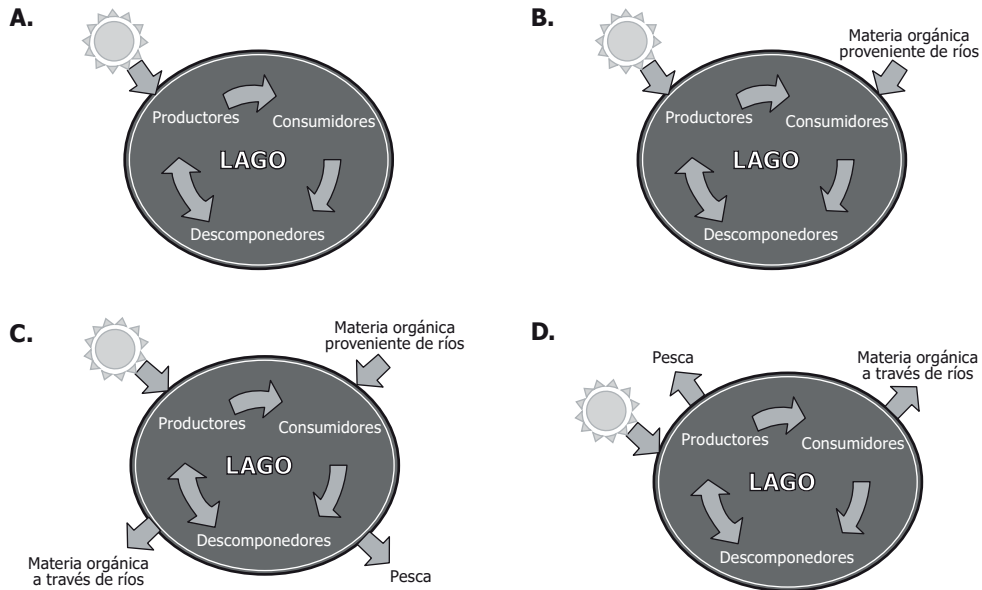 A.
Productores
Consumidores
LAGO
Descomponedores
B.
Materia orgánica
proveniente de ríos
Productores
Consumidores
LAGO
Descomponedores
C.
Materia orgánica
proveniente de ríos
Productores
Consumidores
LAGO
Descomponedores
Materia orgánica
a través de ríos
Pesca
D.
Pesca
Materia orgánica
a través de ríos
Productores
Consumidores
LAGO
Descomponedores